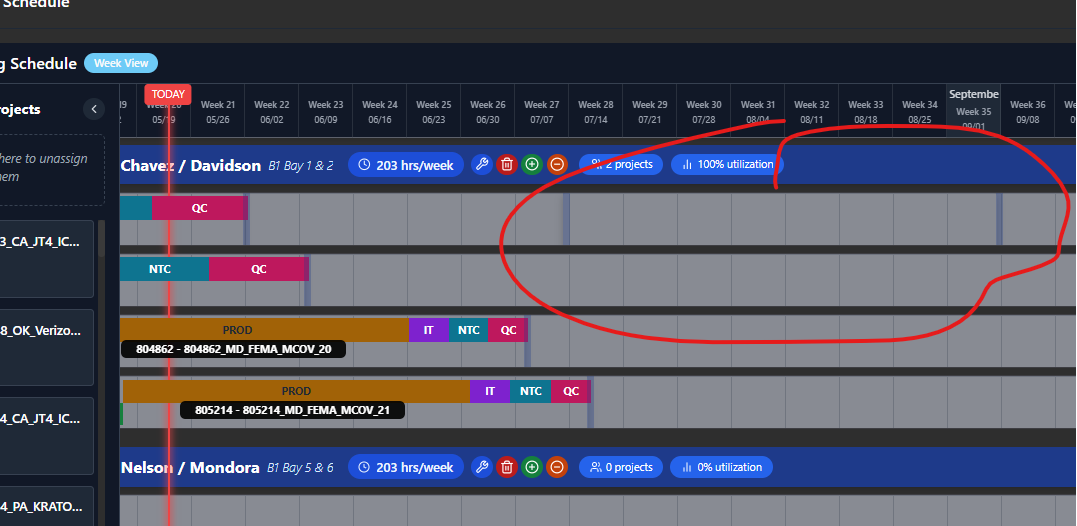 Schedule
g Schedule Week View
TODAY
Septembe
19 Week 20 Week 21 Week 22 Week 23 Week 24 Week 25 Week 26 Week 27 Week 28 Week 29 Week 30 Week 31 Week 32 Week 33 Week 34 Week 35 Week 36
2 05/19 05/26 06/02 06/09 06/16 06/23 06/30 07/07 07/14 07/21 07/28 08/04 08/11 08/18 08/25 09/01 09/08 09
rojects
here to unassign
hem
Chavez / Davidson B1 Bay 1 & 2 203 hrs/week 2 projects 100% utilization
QC
3_CA_JT4_IC...
NTC QC
8_OK_Verizo...
PROD IT NTC QC
804862 - 804862_MD_FEMA_MCOV_20
PROD IT NTC QC
805214 - 805214_MD_FEMA_MCOV_21
4_CA_JT4_IC...
Nelson / Mondora B1 Bay 5 & 6 203 hrs/week 0 projects 0% utilization
4_PA_KRATO...